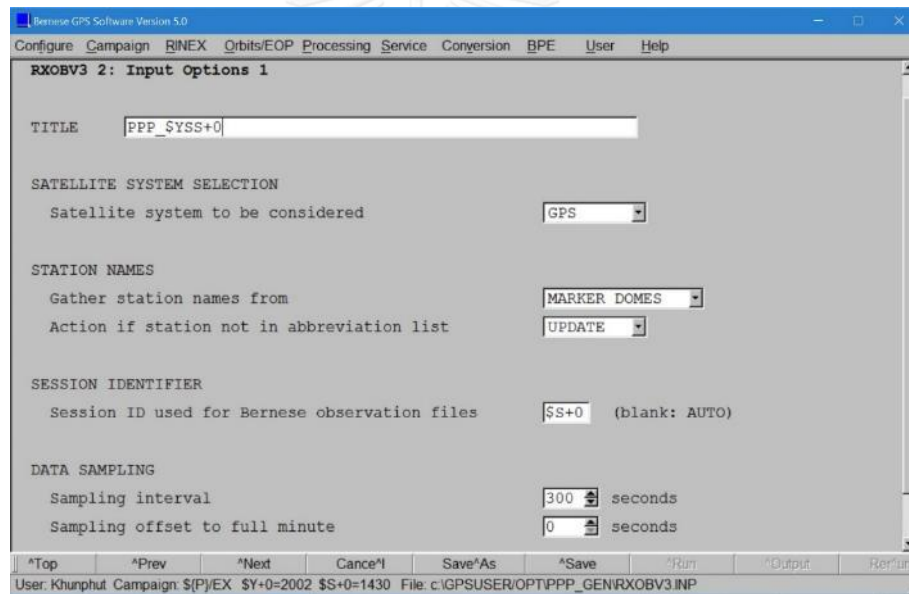 Bernese GPS Software Version 5.0
Configure Campaign RINEX Orbits/EOP Processing Service Conversion BPE User Help
RXOBV3 2: Input Options 1
TITLE PPP_$YSS+0
SATELLITE SYSTEM SELECTION
Satellite system to be considered GPS
STATION NAMES
Gather station names from MARKER DOMES
Action if station not in abbreviation list UPDATE
SESSION IDENTIFIER
Session ID used for Bernese observation files $S+0 (blank: AUTO)
DATA SAMPLING
Sampling interval 300 seconds
Sampling offset to full minute 0 seconds
^Top ^Prev ^Next Cance^l Save^As ^Save ^Run ^Output
User: Khunphut Campaign: ${P}/EX $Y+0=2002 $S+0=1430 File: c:\GPSUSER/OPT\PPP_GEN\RXOBV3.INP